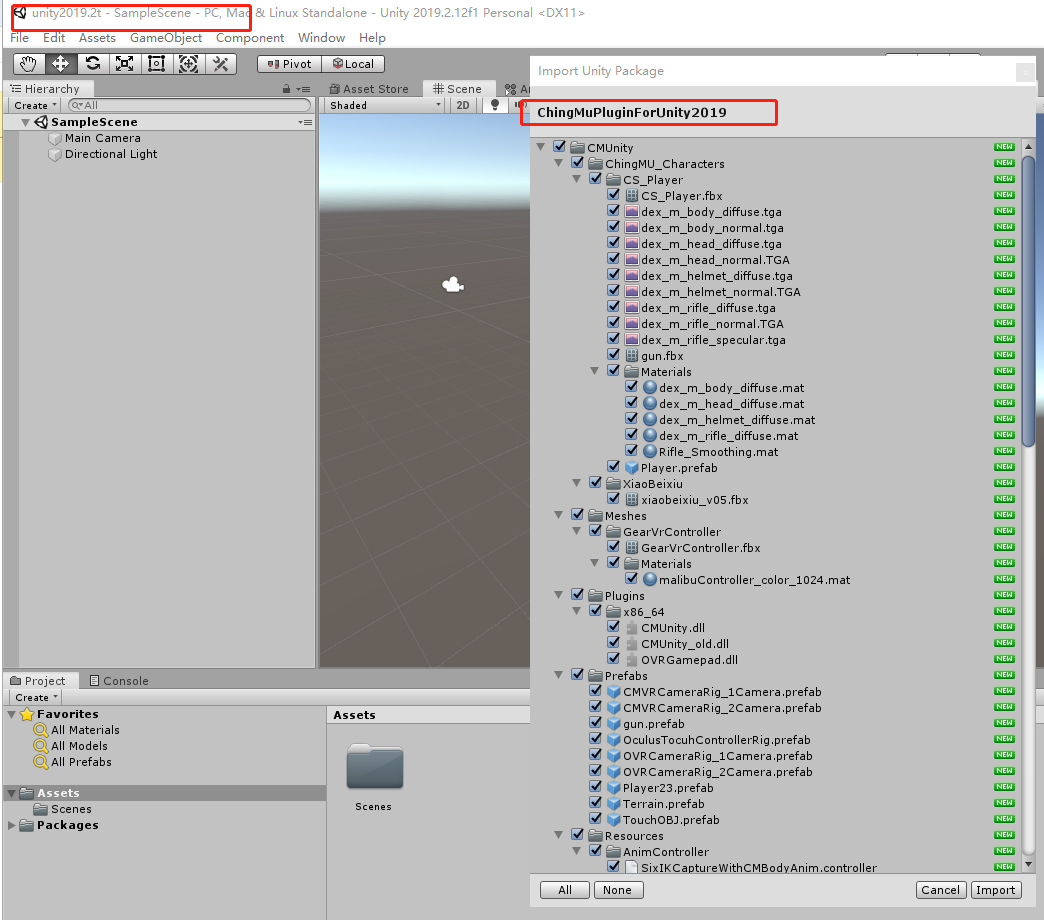 unity2019.2t - SampleScene - PC, Mac & Linux Standalone - Unity 2019.2.12f1 Personal <DX11>
File Edit Assets GameObject Component Window Help
Pivot Local
Hierarchy
Create All
SampleScene
Main Camera
Directional Light
Asset Store Scene
Shaded 2D
Import Unity Package
ChingMuPluginForUnity2019
CMUnity NEW
ChingMU_Characters NEW
CS_Player NEW
CS_Player.fbx NEW
dex_m_body_diffuse.tga NEW
dex_m_body_normal.tga NEW
dex_m_head_diffuse.tga NEW
dex_m_head_normal.TGA NEW
dex_m_helmet_diffuse.tga NEW
dex_m_helmet_normal.TGA NEW
dex_m_rifle_diffuse.tga NEW
dex_m_rifle_normal.TGA NEW
dex_m_rifle_specular.tga NEW
gun.fbx NEW
Materials NEW
dex_m_body_diffuse.mat NEW
dex_m_head_diffuse.mat NEW
dex_m_helmet_diffuse.mat NEW
dex_m_rifle_diffuse.mat NEW
Rifle_Smoothing.mat NEW
Player.prefab NEW
XiaoBeixiu NEW
xiaobeixiu_v05.fbx NEW
Meshes NEW
GearVrController NEW
GearVrController.fbx NEW
Materials NEW
malibuController_color_1024.mat NEW
Plugins NEW
x86_64 NEW
CMUnity.dll NEW
CMUnity_old.dll NEW
OVRGamepad.dll NEW
Prefabs NEW
CMVRCameraRig_1Camera.prefab NEW
CMVRCameraRig_2Camera.prefab NEW
gun.prefab NEW
OculusTocuhControllerRig.prefab NEW
OVRCameraRig_1Camera.prefab NEW
OVRCameraRig_2Camera.prefab NEW
Player23.prefab NEW
Terrain.prefab NEW
TouchOBJ.prefab NEW
Resources NEW
AnimController NEW
SixIKCaptureWithCMBodyAnim.controller NEW
All None Cancel Import
Project Console
Create
Favorites
All Materials
All Models
All Prefabs
Assets
Scenes
Packages
Assets
Scenes